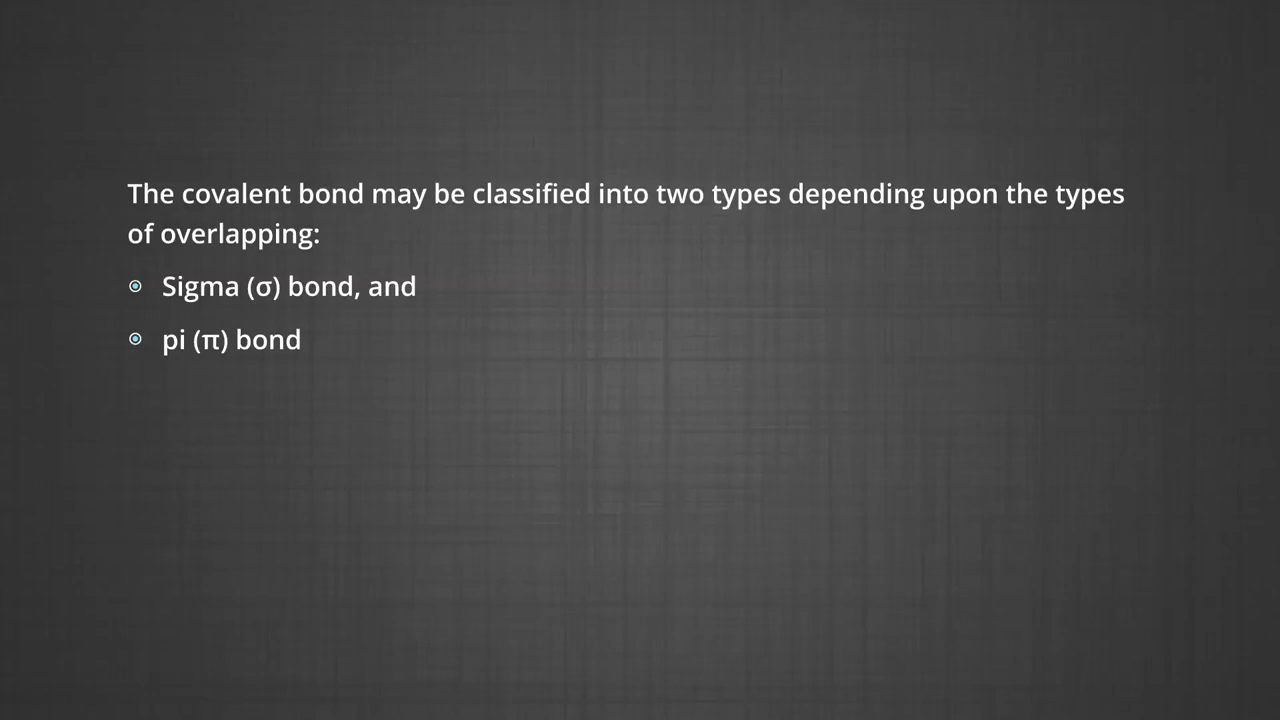 The covalent bond may be classified into two types depending upon the types
of overlapping:
Sigma (σ) bond, and
pi (π) bond